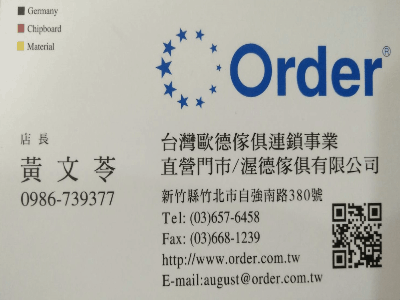 Germany
Chipboard
Material
Order®
店長
黃文苓
0986-739377
台灣歐德傢俱連鎖事業
直營門市/渥德傢俱有限公司
新竹縣竹北市自強南路380號
Tel: (03)657-6458
Fax: (03)668-1239
http://www.order.com.tw
E-mail:august@order.com.tw